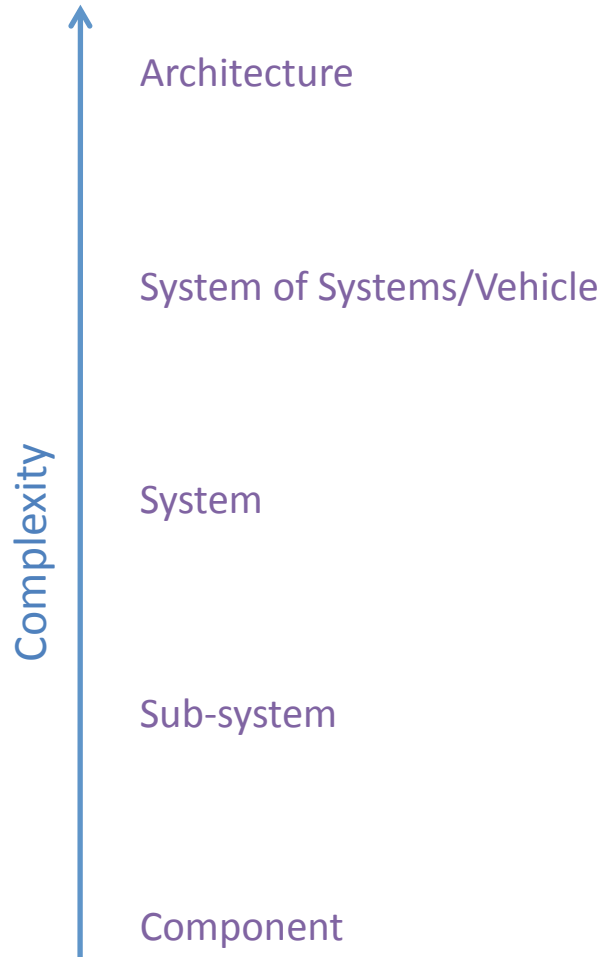 Architecture
System of Systems/Vehicle
System
Complexity
Sub-system
Component